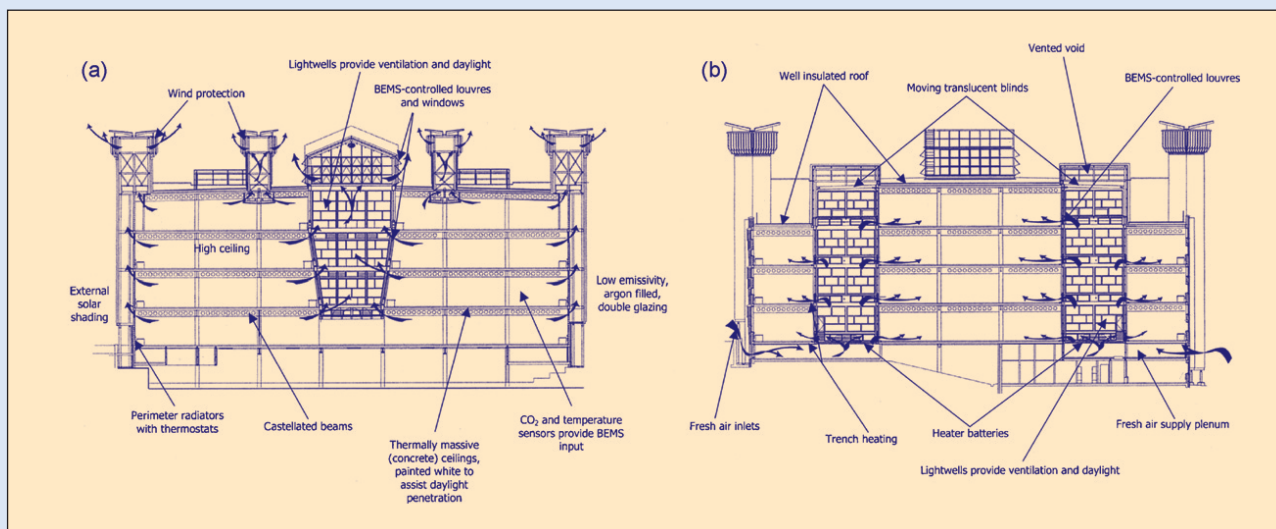 (a)
Lightwells provide ventilation and daylight
Wind protection
BEMS-controlled louvres
and windows
High ceiling
External
solar
shading
Low emissivity,
argon filled,
double glazing
Perimeter radiators
with thermostats
Castellated beams
Thermally massive
(concrete) ceilings,
painted white to
assist daylight
penetration
CO₂ and temperature
sensors provide BEMS
input
(b)
Vented void
Well insulated roof
Moving translucent blinds
BEMS-controlled louvres
Fresh air inlets
Trench heating
Heater batteries
Fresh air supply plenum
Lightwells provide ventilation and daylight